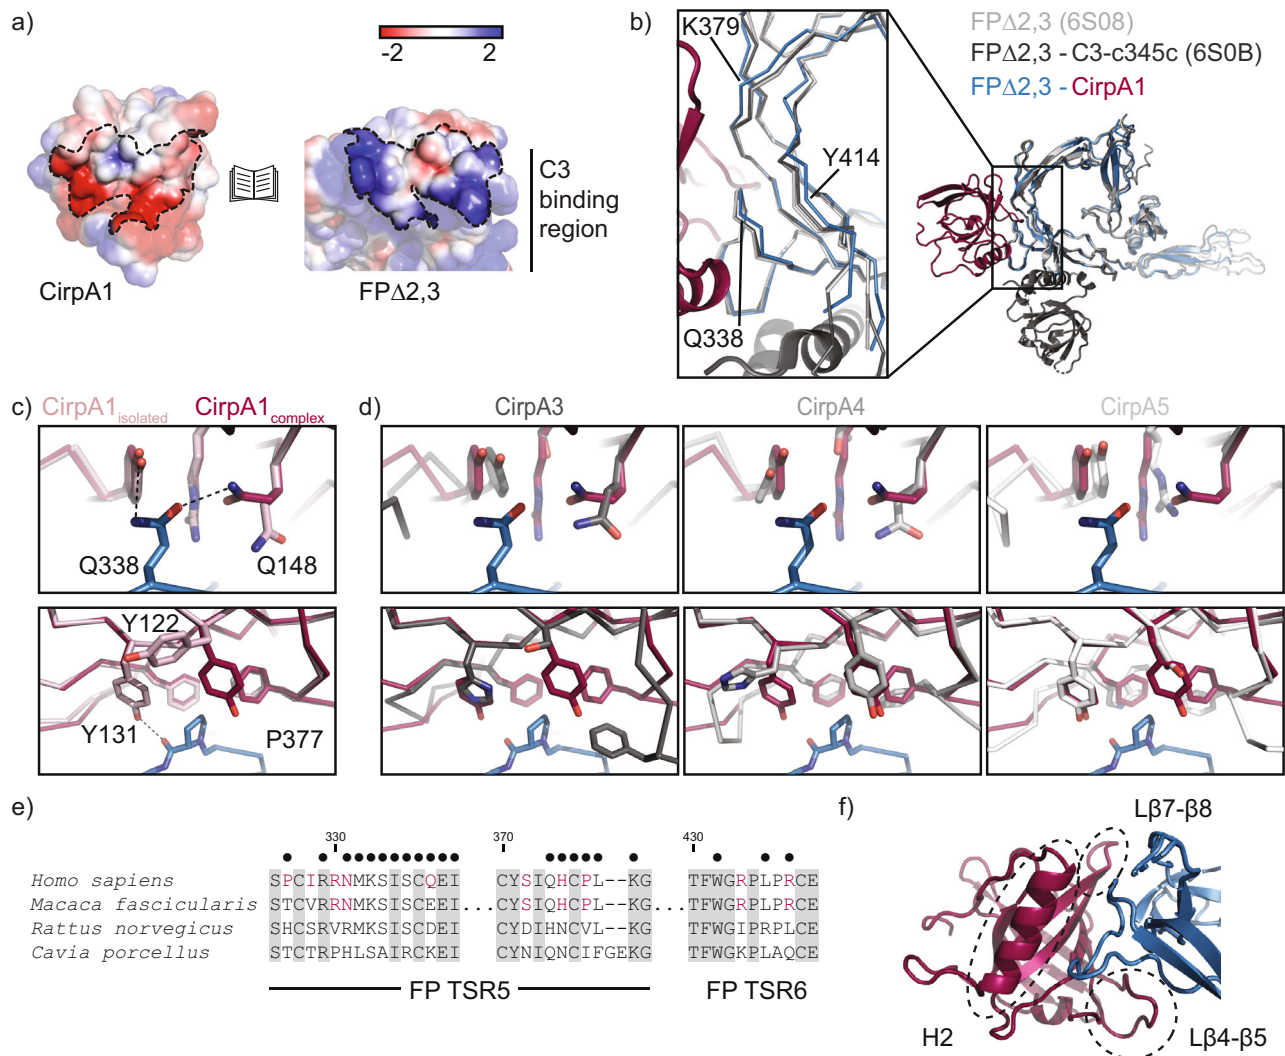 a)
-2 2
CirpA1
FPΔ2,3
C3
binding
region
b)
FPΔ2,3 (6S08)
FPΔ2,3 - C3-c345c (6S0B)
FPΔ2,3 - CirpA1
K379
Y414
Q338
c)
CirpA1isolated CirpA1complex
Q338 Q148
Y122
Y131 P377
d)
CirpA3 CirpA4 CirpA5
e)
330 370 430
Homo sapiens SPCIRRNMKSISCQEI CYSIQHCPL--KG TFWGRPLPRCE
Macaca fascicularis STCVRRNMKSISCEEI...CYSIQHCPL--KG...TFWGRPLPRCE
Rattus norvegicus SHCSRVRMKSISCDEI CYDIHNCVL--KG TFWGIPRPLCE
Cavia porcellus STCTRPHLSAIRCKEI CYNIQNCIFGEKG TFWGKPLAQCE
FP TSR5 FP TSR6
f)
Lβ7-β8
H2
Lβ4-β5